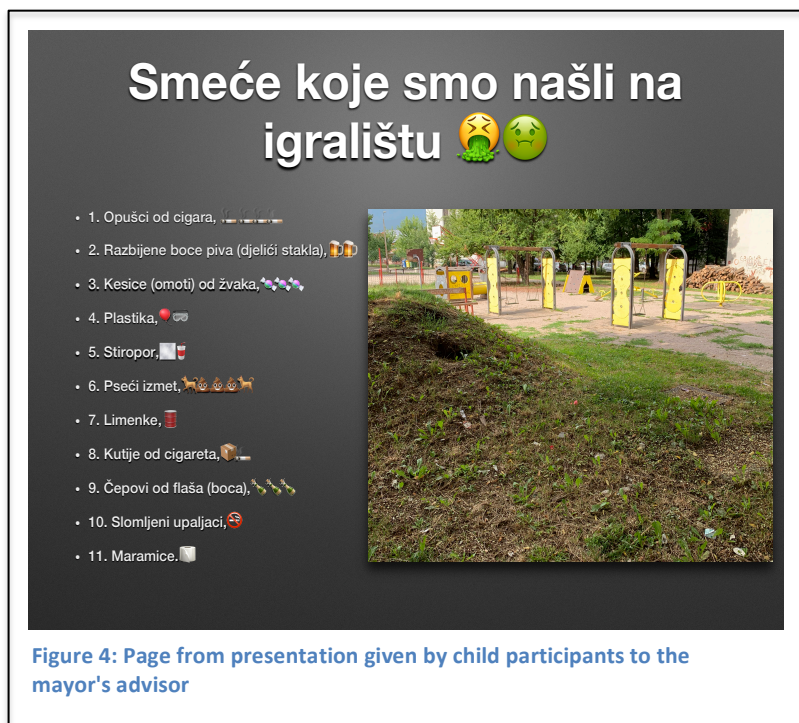 Smeće koje smo našli na
igralištu 🤮🤢
• 1. Opušci od cigara,
• 2. Razbijene boce piva (djelići stakla),
• 3. Kesice (omoti) od žvaka,
• 4. Plastika,
• 5. Stiropor,
• 6. Pseći izmet,
• 7. Limenke,
• 8. Kutije od cigareta,
• 9. Čepovi od flaša (boca),
• 10. Slomljeni upaljaci,
• 11. Maramice.
Figure 4: Page from presentation given by child participants to the
mayor's advisor